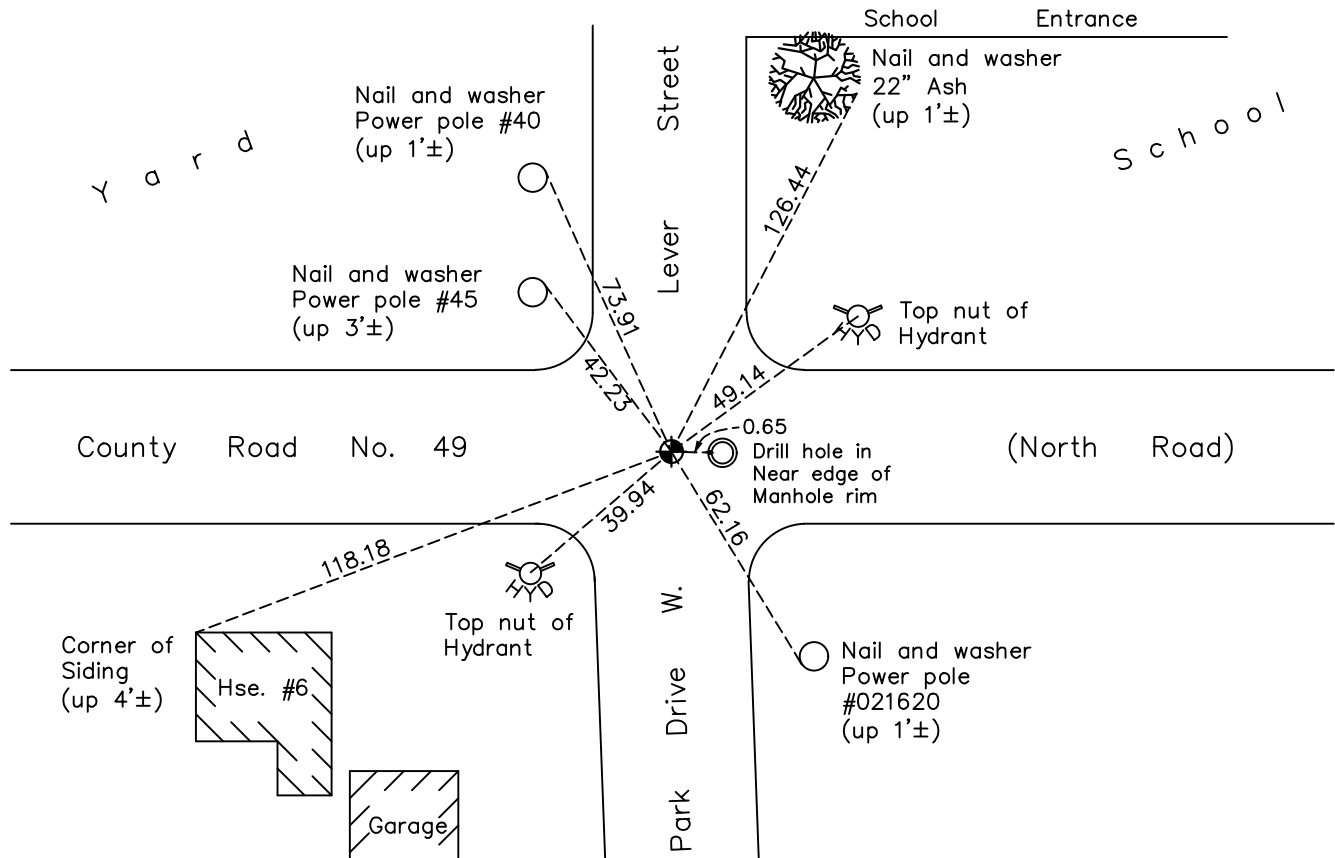 School Entrance
Nail and washer
22" Ash
(up 1'±)
Street
Lever
Nail and washer
Power pole #40
(up 1'±)
Yard
School
126.44
Nail and washer
Power pole #45
(up 3'±)
73.91
42.23
HYD
Top nut of
Hydrant
49.14
0.65
County Road No. 49
(North Road)
Drill hole in
Near edge of
Manhole rim
39.94
62.16
118.18
HYD
Top nut of
Hydrant
Corner of
Siding
(up 4'±)
Hse. #6
Garage
Park Drive W.
Nail and washer
Power pole
#021620
(up 1'±)